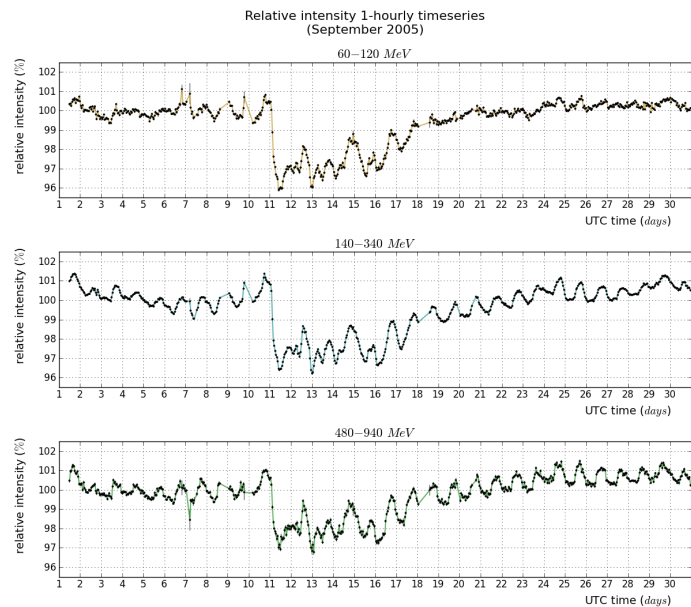 Relative intensity 1-hourly timeseries
(September 2005)
60−120 MeV
relative intensity (%)
102
101
100
99
98
97
96
1 2 3 4 5 6 7 8 9 10 11 12 13 14 15 16 17 18 19 20 21 22 23 24 25 26 27 28 29 30
UTC time (days)
140−340 MeV
relative intensity (%)
102
101
100
99
98
97
96
1 2 3 4 5 6 7 8 9 10 11 12 13 14 15 16 17 18 19 20 21 22 23 24 25 26 27 28 29 30
UTC time (days)
480−940 MeV
relative intensity (%)
102
101
100
99
98
97
96
1 2 3 4 5 6 7 8 9 10 11 12 13 14 15 16 17 18 19 20 21 22 23 24 25 26 27 28 29 30
UTC time (days)